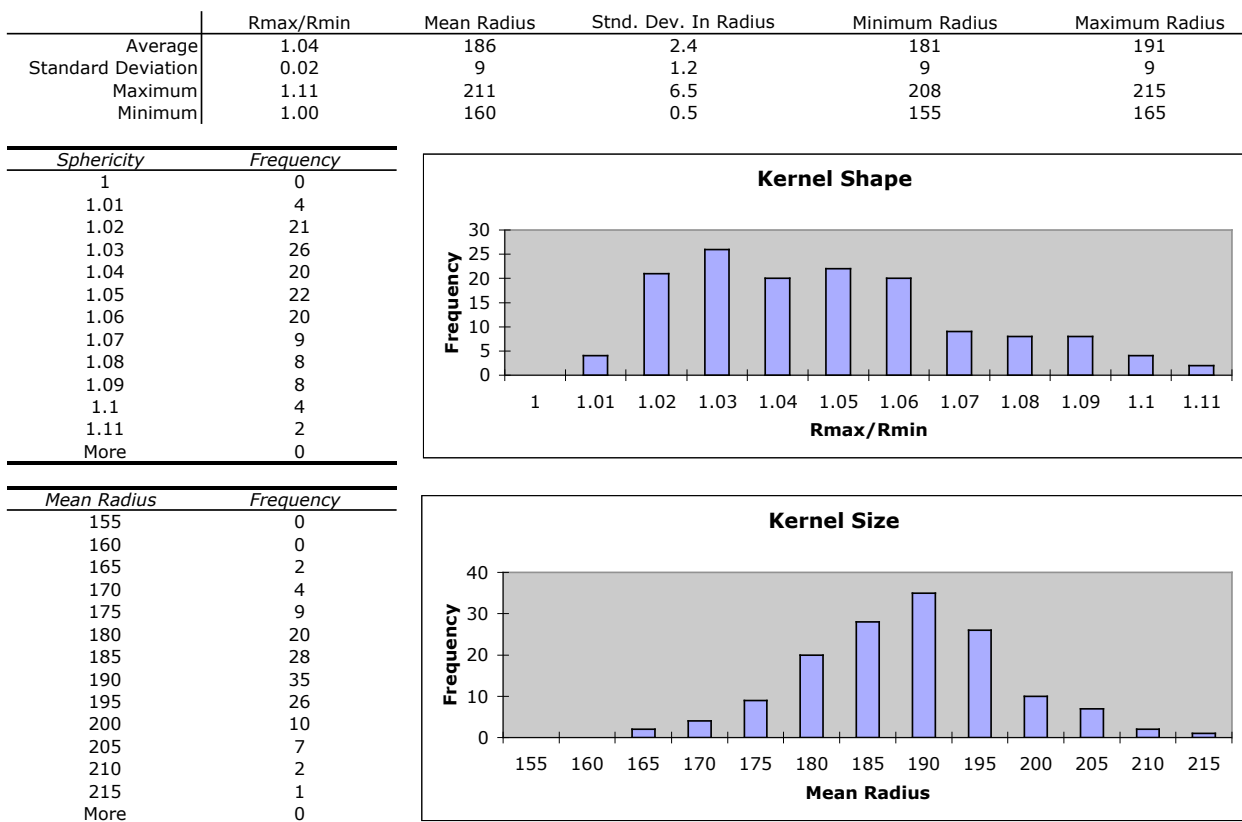 Rmax/Rmin Mean Radius Stnd. Dev. In Radius Minimum Radius Maximum Radius
Average 1.04 186 2.4 181 191
Standard Deviation 0.02 9 1.2 9 9
Maximum 1.11 211 6.5 208 215
Minimum 1.00 160 0.5 155 165
Sphericity Frequency
1 0
1.01 4
1.02 21
1.03 26
1.04 20
1.05 22
1.06 20
1.07 9
1.08 8
1.09 8
1.1 4
1.11 2
More 0
Kernel Shape
Frequency
30
25
20
15
10
5
0
1 1.01 1.02 1.03 1.04 1.05 1.06 1.07 1.08 1.09 1.1 1.11
Rmax/Rmin
Mean Radius Frequency
155 0
160 0
165 2
170 4
175 9
180 20
185 28
190 35
195 26
200 10
205 7
210 2
215 1
More 0
Kernel Size
Frequency
40
30
20
10
0
155 160 165 170 175 180 185 190 195 200 205 210 215
Mean Radius